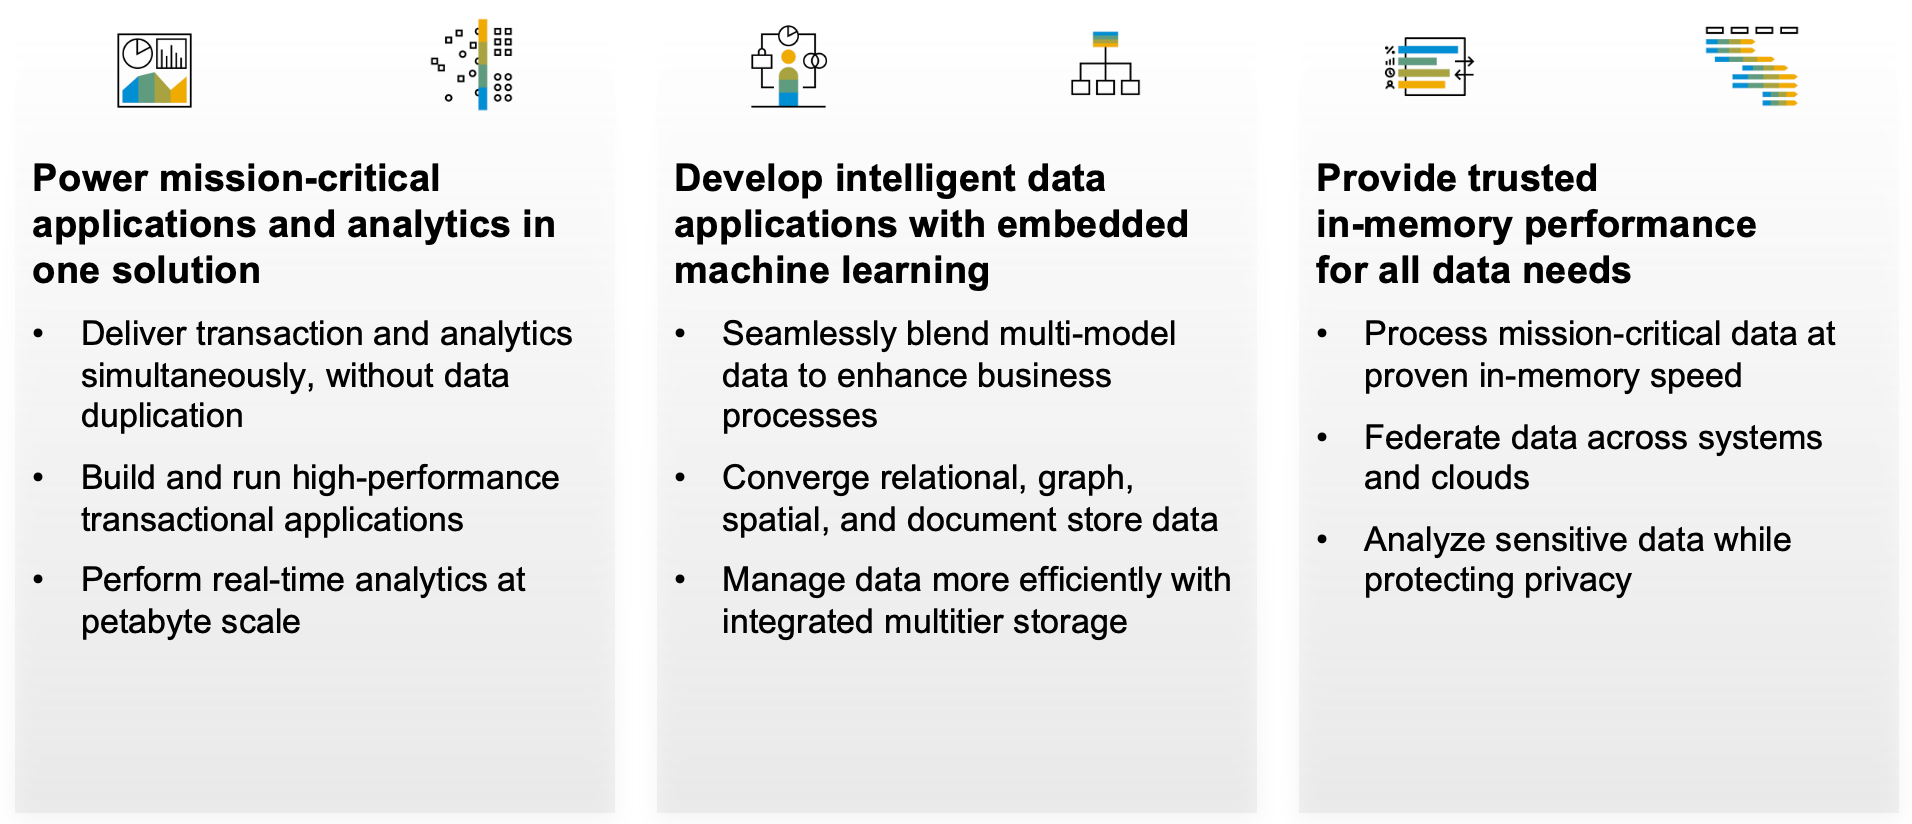 Power mission-critical
applications and analytics in
one solution
• Deliver transaction and analytics
simultaneously, without data
duplication
• Build and run high-performance
transactional applications
• Perform real-time analytics at
petabyte scale
Develop intelligent data
applications with embedded
machine learning
• Seamlessly blend multi-model
data to enhance business
processes
• Converge relational, graph,
spatial, and document store data
• Manage data more efficiently with
integrated multitier storage
Provide trusted
in-memory performance
for all data needs
• Process mission-critical data at
proven in-memory speed
• Federate data across systems
and clouds
• Analyze sensitive data while
protecting privacy